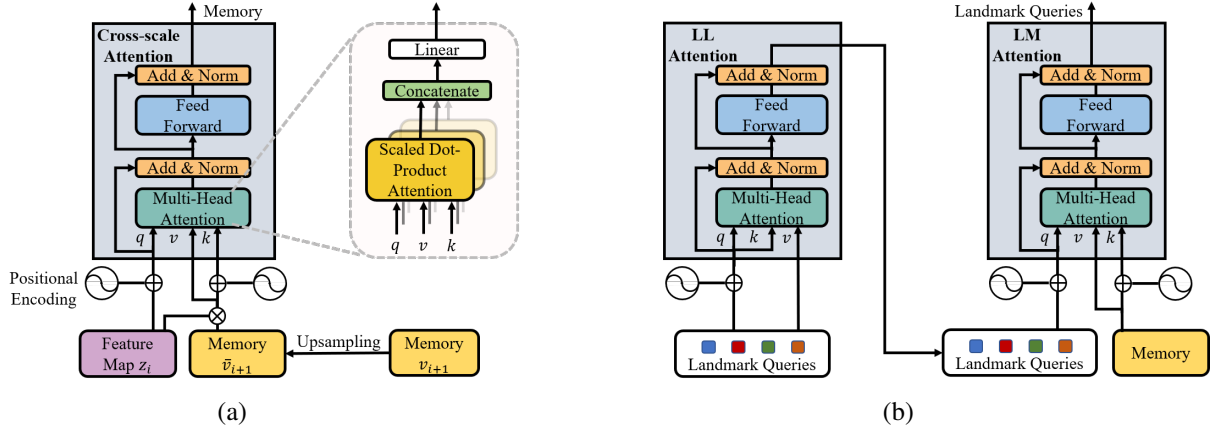 Memory
Cross-scale
Attention
Add & Norm
Feed
Forward
Add & Norm
Multi-Head
Attention
q v k
Positional
Encoding
Feature
Map z_i
Memory
v̄_{i+1}
Upsampling
Memory
v_{i+1}
Linear
Concatenate
Scaled Dot-
Product
Attention
q v k
(a)
LL
Attention
Add & Norm
Feed
Forward
Add & Norm
Multi-Head
Attention
q k v
Landmark Queries
Landmark Queries
LM
Attention
Add & Norm
Feed
Forward
Add & Norm
Multi-Head
Attention
q v k
Landmark Queries
Memory
(b)